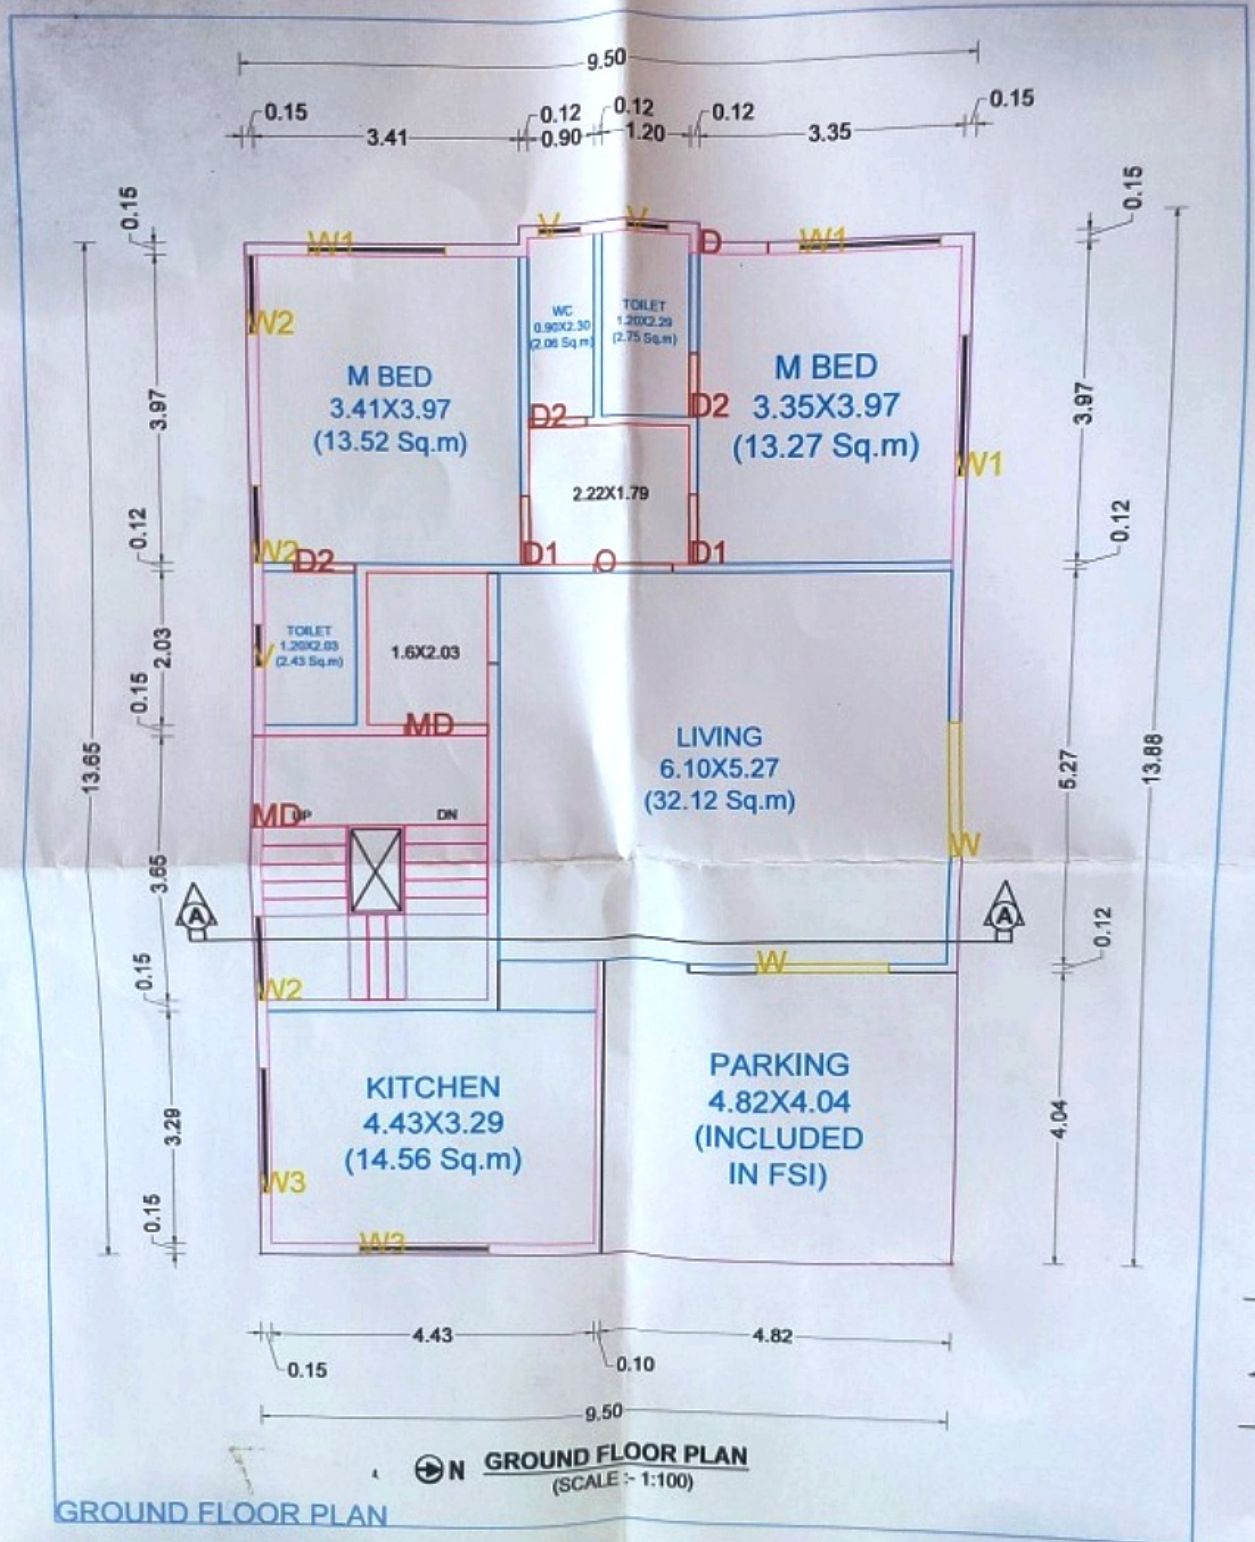 9.50
0.15
3.41
0.12
0.90
0.12
1.20
0.12
3.35
0.15
0.15
3.97
0.12
2.03
0.15
3.65
0.15
3.29
0.15
13.65
W1
V
V
D
W1
W2
WC
0.90X2.30
(2.06 Sq.m)
TOILET
1.20X2.29
(2.75 Sq.m)
M BED
3.41X3.97
(13.52 Sq.m)
M BED
3.35X3.97
(13.27 Sq.m)
D2
D2
W1
2.22X1.79
W2
D2
D1
O
D1
TOILET
1.20X2.03
(2.43 Sq.m)
V
1.6X2.03
MD
LIVING
6.10X5.27
(32.12 Sq.m)
MD
UP
DN
W
A
A
W2
W
KITCHEN
4.43X3.29
(14.56 Sq.m)
PARKING
4.82X4.04
(INCLUDED
IN FSI)
W3
W3
0.15
3.97
0.12
5.27
0.12
4.04
13.88
4.43
4.82
0.15
0.10
9.50
N
GROUND FLOOR PLAN
(SCALE :- 1:100)
GROUND FLOOR PLAN